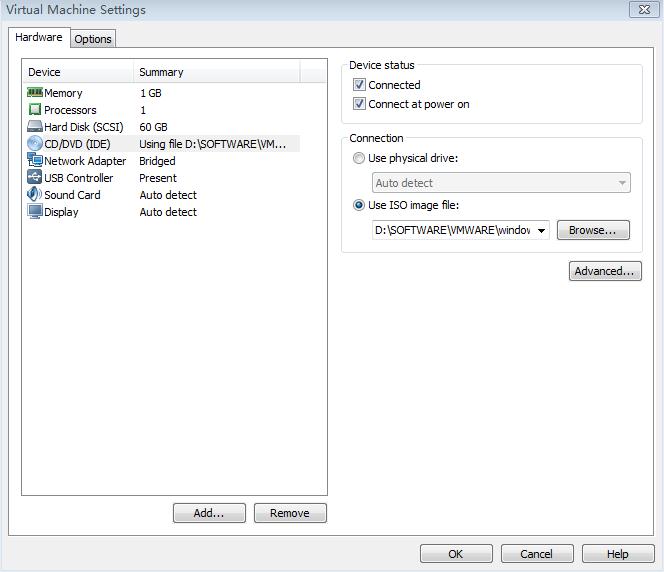 Virtual Machine Settings
Hardware
Options
Device Summary
Memory 1 GB
Processors 1
Hard Disk (SCSI) 60 GB
CD/DVD (IDE) Using file D:\SOFTWARE\VM...
Network Adapter Bridged
USB Controller Present
Sound Card Auto detect
Display Auto detect
Add...
Remove
Device status
Connected
Connect at power on
Connection
Use physical drive:
Auto detect
Use ISO image file:
D:\SOFTWARE\VMWARE\window
Browse...
Advanced...
OK
Cancel
Help